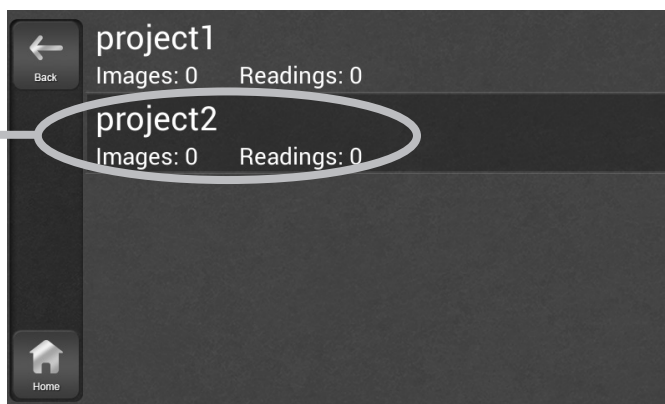 project1
Back
Images: 0 Readings: 0
project2
Images: 0 Readings: 0
Home